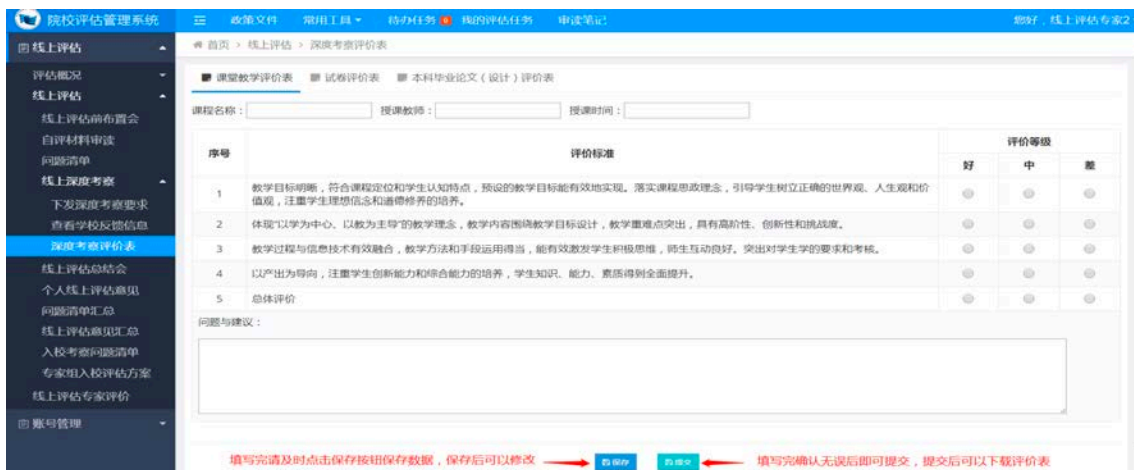 院校评估管理系统
政策文件 常用工具 待办任务 我的评估任务 审读笔记
您好，线上评估专家2
线上评估
首页 > 线上评估 > 深度考察评价表
评估概况
线上评估
线上评估前布置会
自评材料审读
问题清单
线上深度考察
下发深度考察要求
查看学校反馈信息
深度考察评价表
线上评估总结会
个人线上评估意见
问题清单汇总
线上评估意见汇总
入校考察问题清单
专家组入校评估方案
线上评估专家评价
账号管理
课堂教学评价表 试卷评价表 本科毕业论文（设计）评价表
课程名称： 授课教师： 授课时间：
序号 评价标准 评价等级
好 中 差
1 教学目标明晰，符合课程定位和学生认知特点，预设的教学目标能有效地实现。落实课程思政理念，引导学生树立正确的世界观、人生观和价
值观，注重学生理想信念和道德修养的培养。
2 体现“以学为中心、以教为主导”的教学理念，教学内容围绕教学目标设计，教学重难点突出，具有高阶性、创新性和挑战度。
3 教学过程与信息技术有效融合，教学方法和手段运用得当，能有效激发学生积极思维，师生互动良好。突出对学生学的要求和考核。
4 以产出为导向，注重学生创新能力和综合能力的培养，学生知识、能力、素质得到全面提升。
5 总体评价
问题与建议：
填写完请及时点击保存按钮保存数据，保存后可以修改 保存 提交 填写完确认无误后即可提交，提交后可以下载评价表